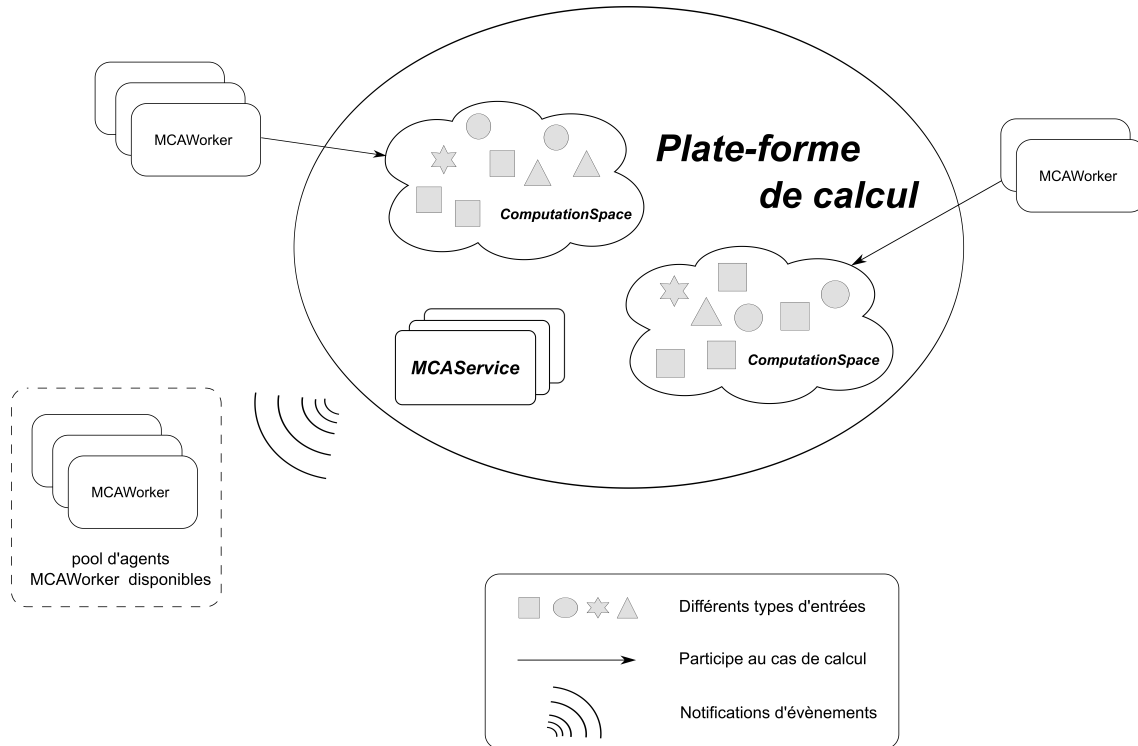 MCAWorker
Plate-forme
de calcul
MCAWorker
ComputationSpace
ComputationSpace
MCAService
MCAWorker
pool d'agents
MCAWorker disponibles
Différents types d'entrées
Participe au cas de calcul
Notifications d'évènements